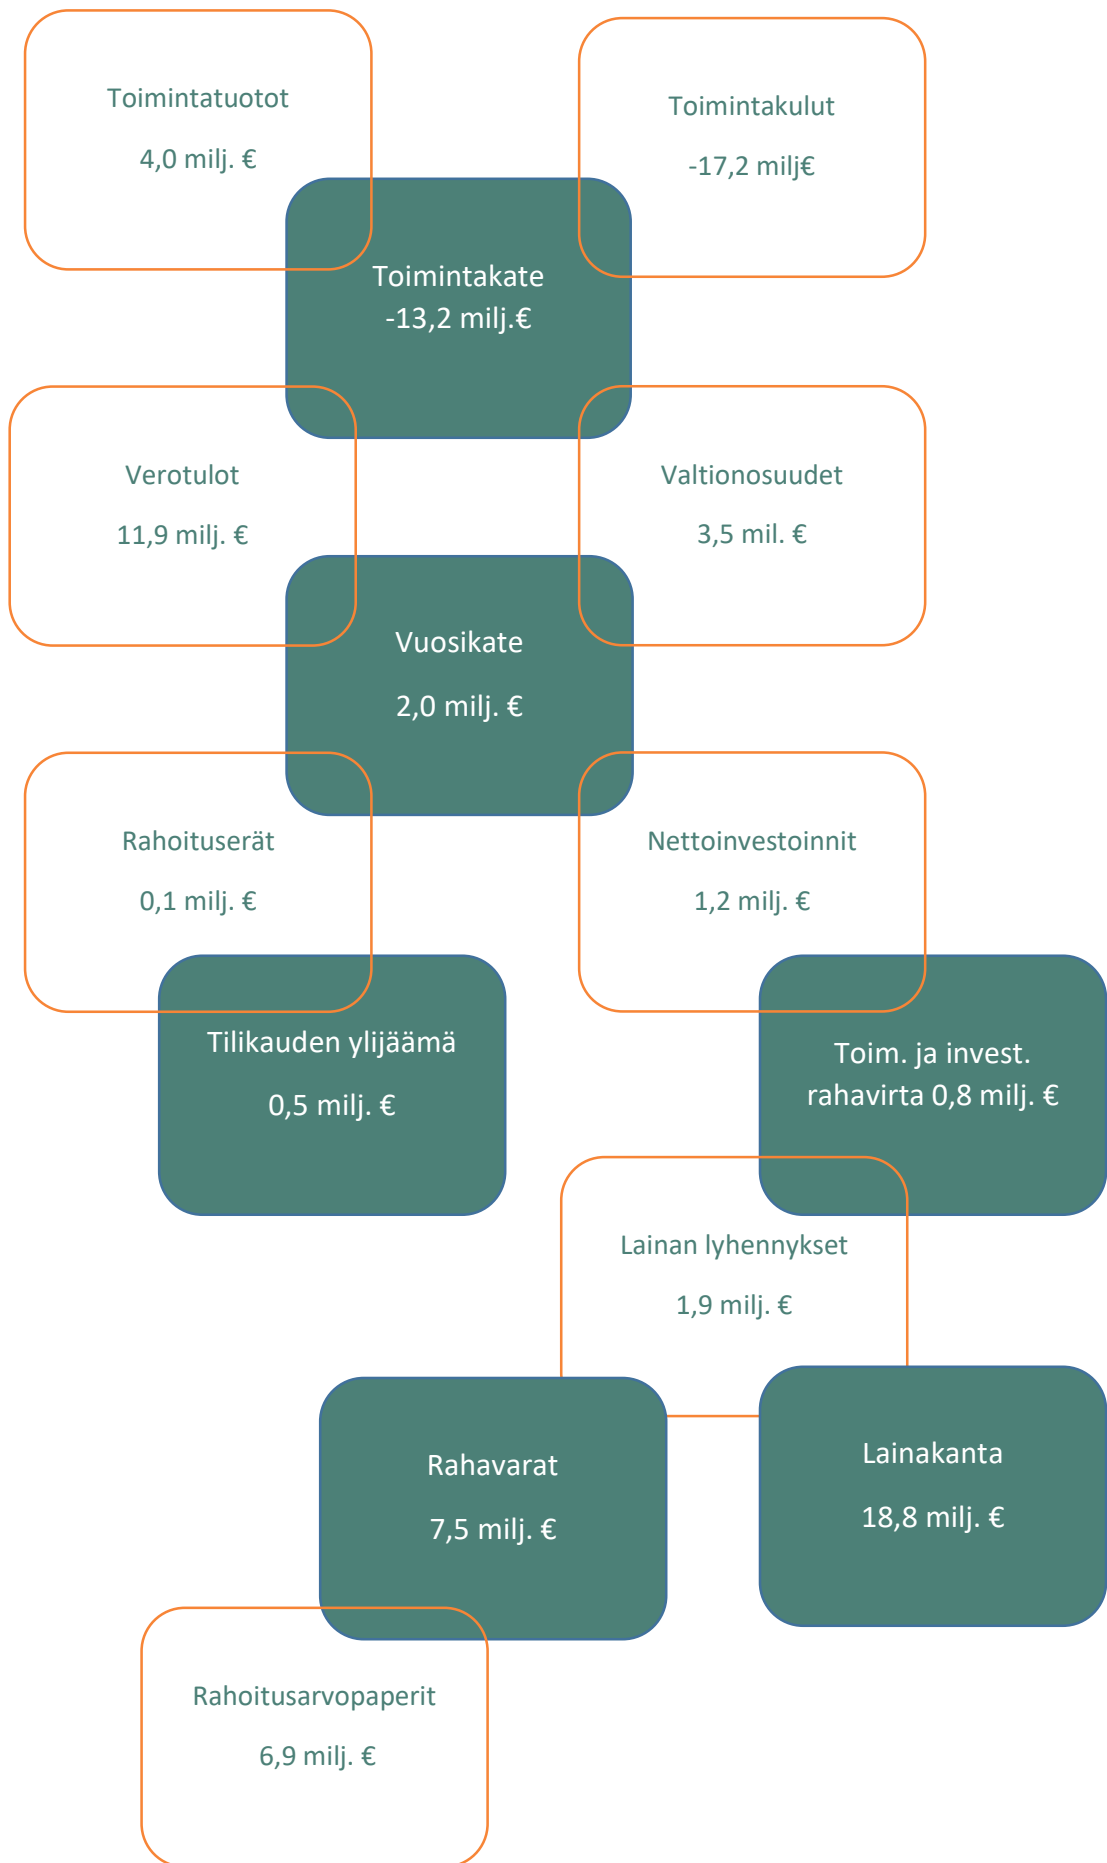 Toimintatuotot
4,0 milj. €
Toimintakulut
-17,2 milj€
Toimintakate
-13,2 milj.€
Verotulot
11,9 milj. €
Valtionosuudet
3,5 mil. €
Vuosikate
2,0 milj. €
Rahoituserät
0,1 milj. €
Nettoinvestoinnit
1,2 milj. €
Tilikauden ylijäämä
0,5 milj. €
Toim. ja invest.
rahavirta 0,8 milj. €
Lainan lyhennykset
1,9 milj. €
Rahavarat
7,5 milj. €
Lainakanta
18,8 milj. €
Rahoitusarvopaperit
6,9 milj. €